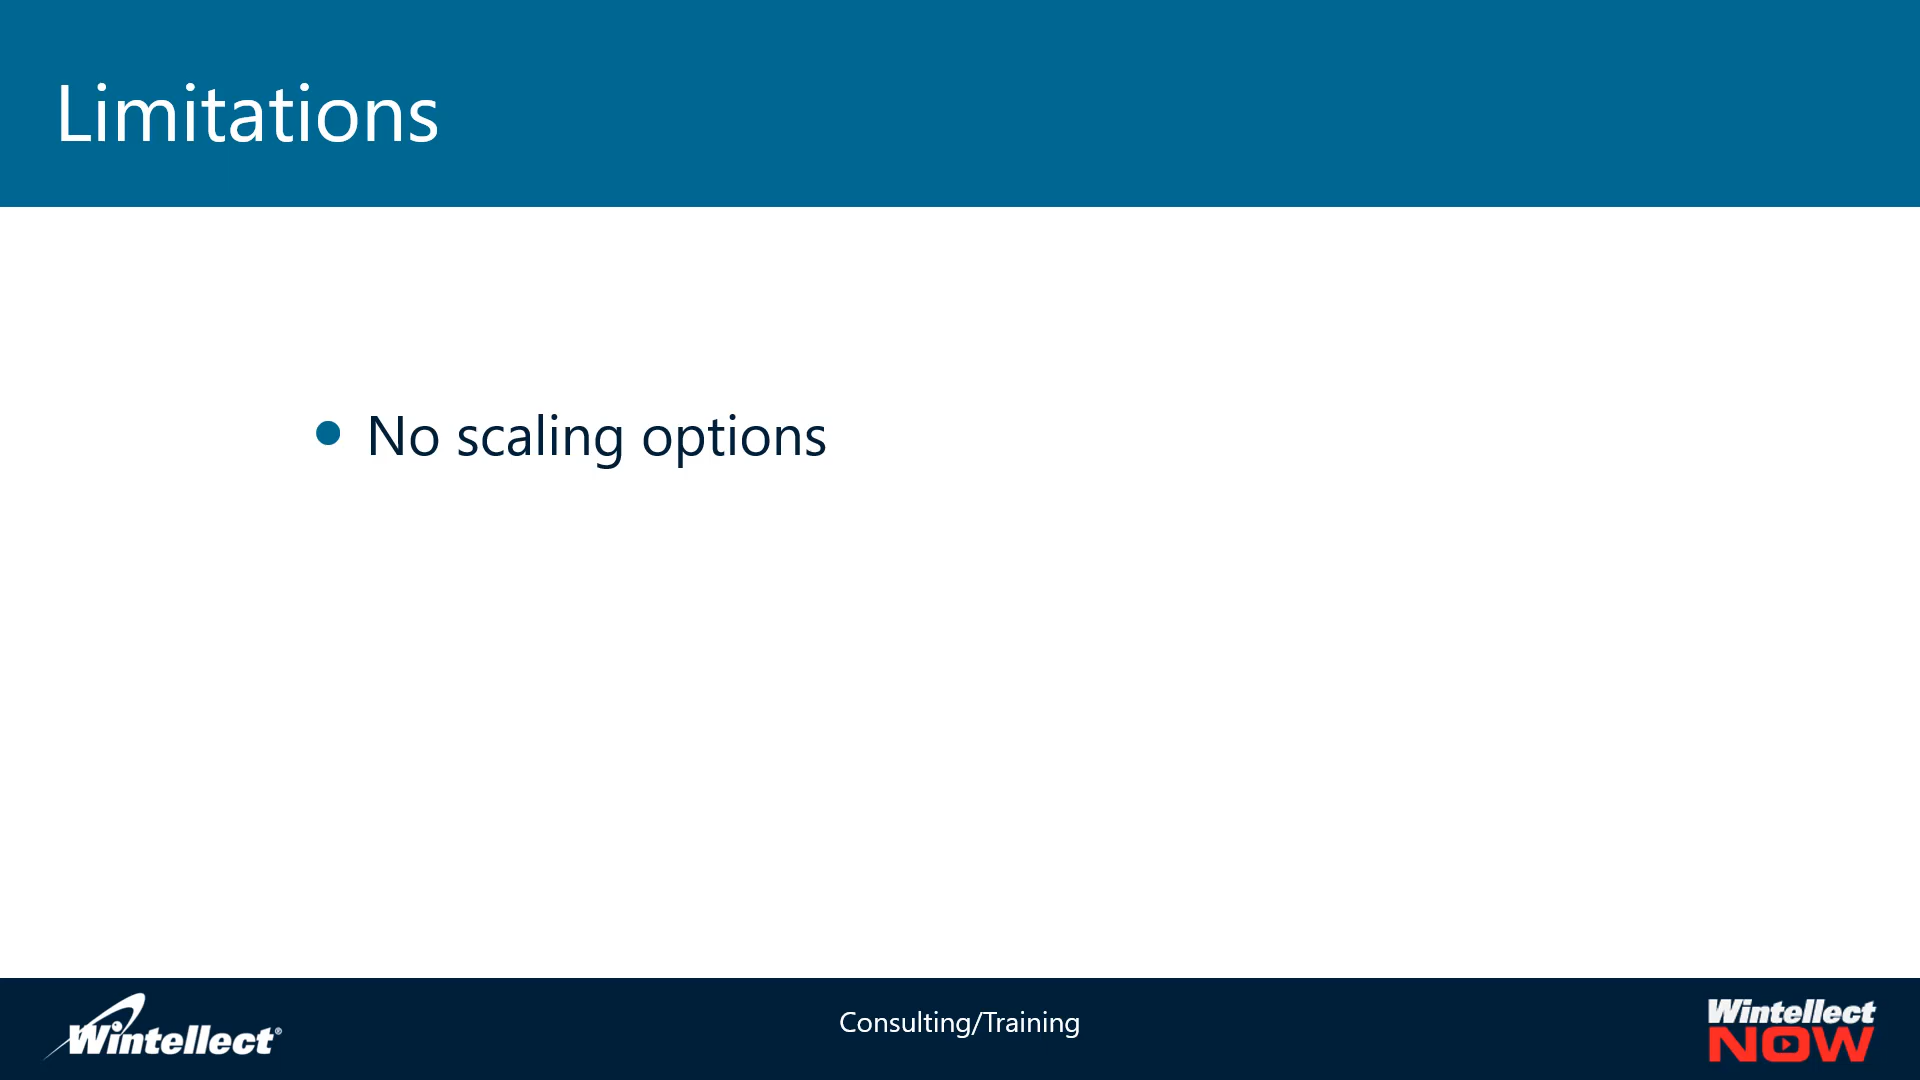 Limitations
No scaling options
Wintellect®
Consulting/Training
Wintellect
NOW